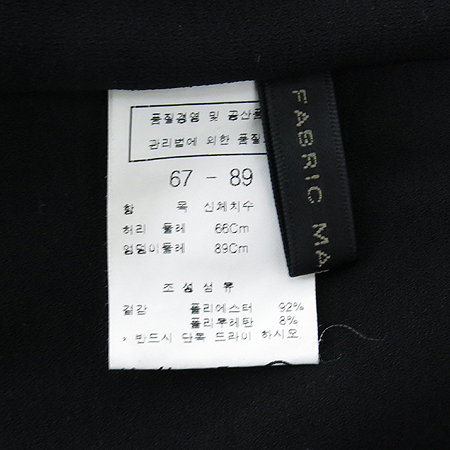 품질경영 및 공산품
관리법에 의한 품질
67 - 89
항 목 신체치수
허리 둘레 66Cm
엉덩이둘레 89Cm
조성섬유
겉감 폴리에스터 92%
폴리우레탄 8%
* 반드시 단독 드라이 하시오
FABRIC MA